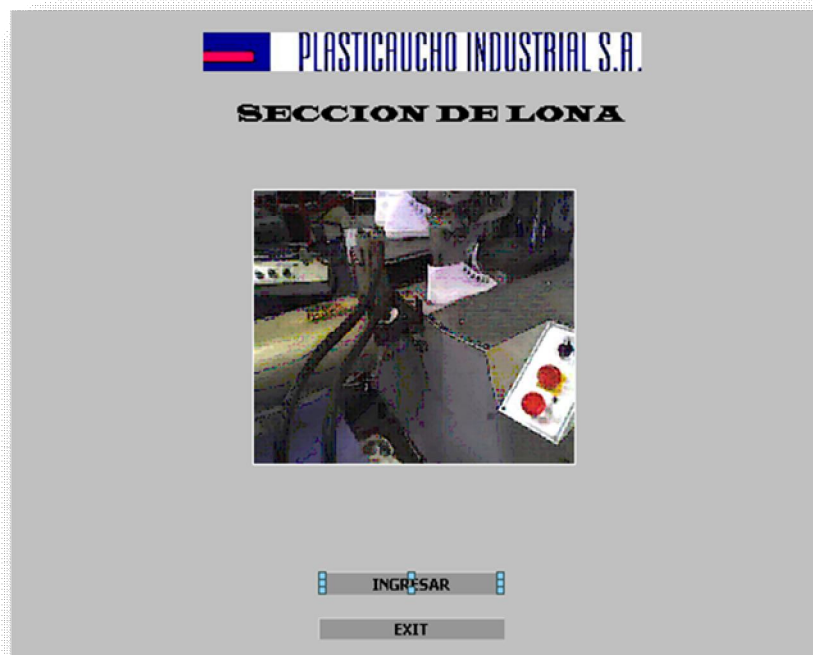 PLASTICAUCHO INDUSTRIAL S.A.
SECCION DE LONA
INGRESAR
EXIT